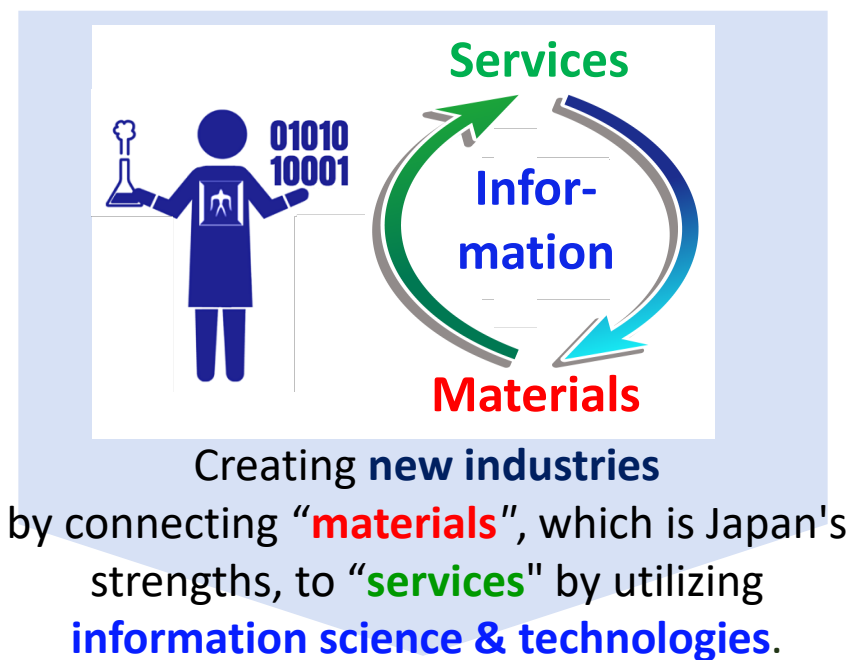 Services
01010
10001
Infor-
mation
Materials
Creating new industries
by connecting “materials”, which is Japan's
strengths, to “services" by utilizing
information science & technologies.